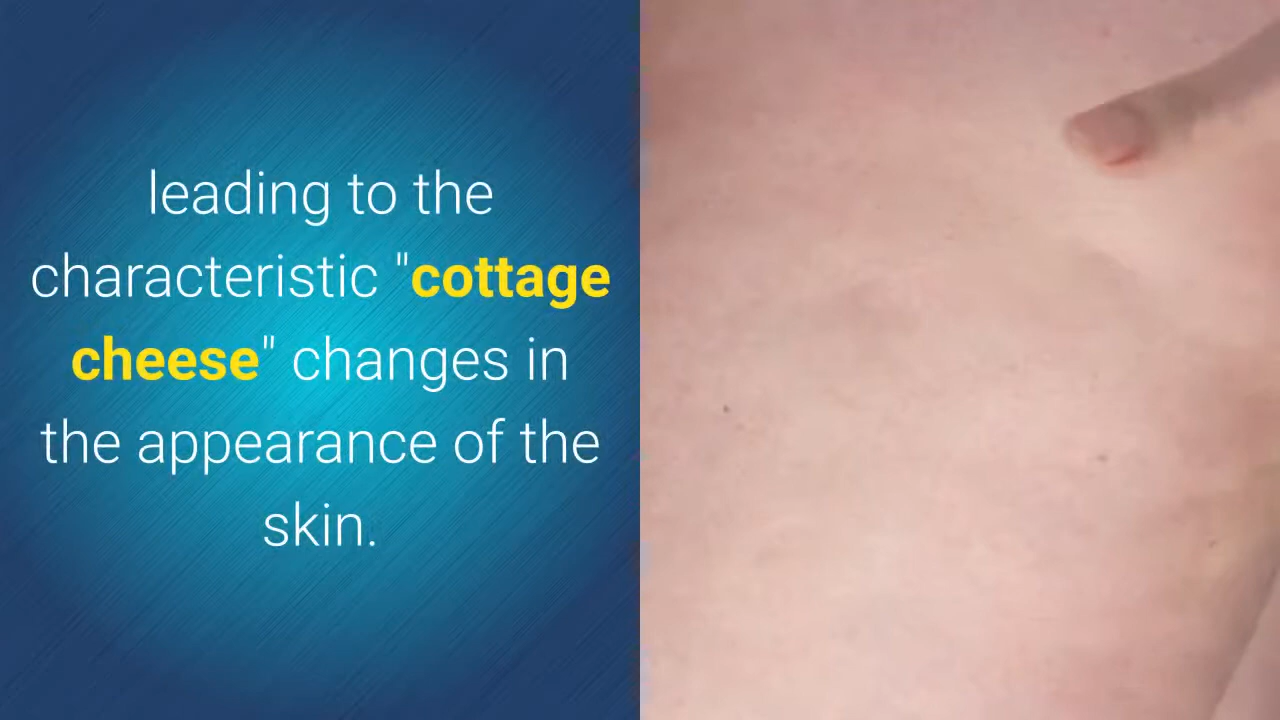 leading to the
characteristic "cottage
cheese" changes in
the appearance of the
skin.